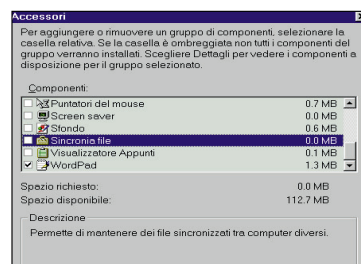 Accessori
Per aggiungere o rimuovere un gruppo di componenti, selezionare la
casella relativa. Se la casella è ombreggiata non tutti i componenti del
gruppo verranno installati. Scegliere Dettagli per vedere i componenti a
disposizione per il gruppo selezionato.
Componenti:
Puntatori del mouse 0.7 MB
Screen saver 0.0 MB
Sfondo 0.6 MB
Sincronia file 0.0 MB
Visualizzatore Appunti 0.1 MB
WordPad 1.3 MB
Spazio richiesto: 0.0 MB
Spazio disponibile: 112.7 MB
Descrizione
Permette di mantenere dei file sincronizzati tra computer diversi.